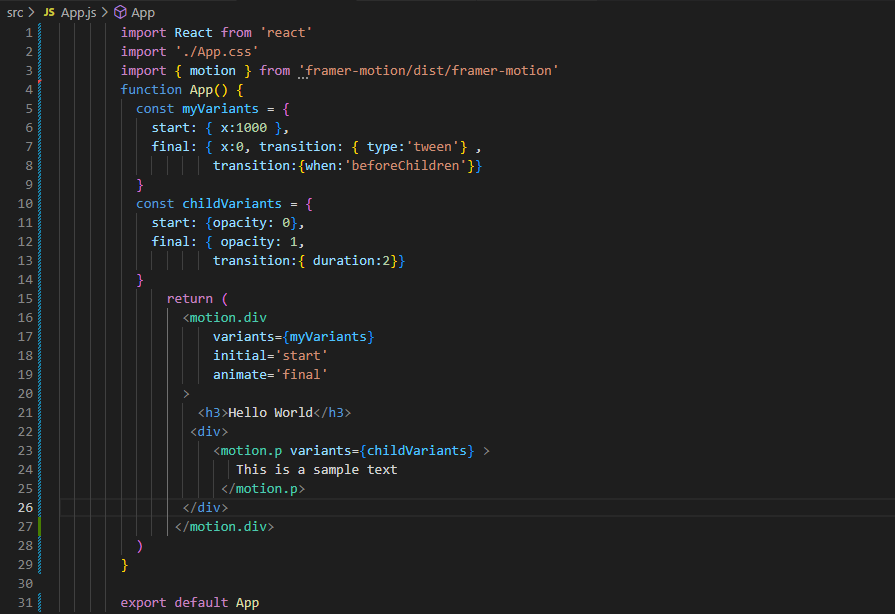 src > JS App.js > App
1 import React from 'react'
2 import './App.css'
3 import { motion } from 'framer-motion/dist/framer-motion'
4 function App() {
5 const myVariants = {
6 start: { x:1000 },
7 final: { x:0, transition: { type:'tween'} ,
8 transition:{when:'beforeChildren'}}
9 }
10 const childVariants = {
11 start: {opacity: 0},
12 final: { opacity: 1,
13 transition:{ duration:2}}
14 }
15 return (
16 <motion.div
17 variants={myVariants}
18 initial='start'
19 animate='final'
20 >
21 <h3>Hello World</h3>
22 <div>
23 <motion.p variants={childVariants} >
24 This is a sample text
25 </motion.p>
26 </div>
27 </motion.div>
28 )
29 }
30
31 export default App